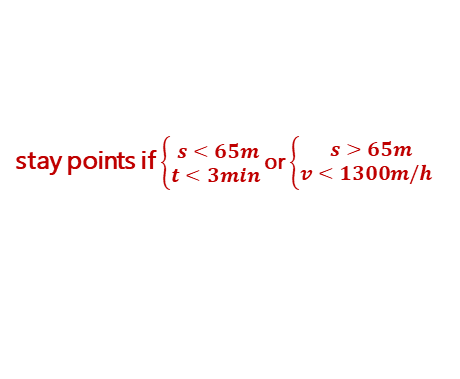 stay points if { s < 65m
t < 3min or { s > 65m
v < 1300m/h